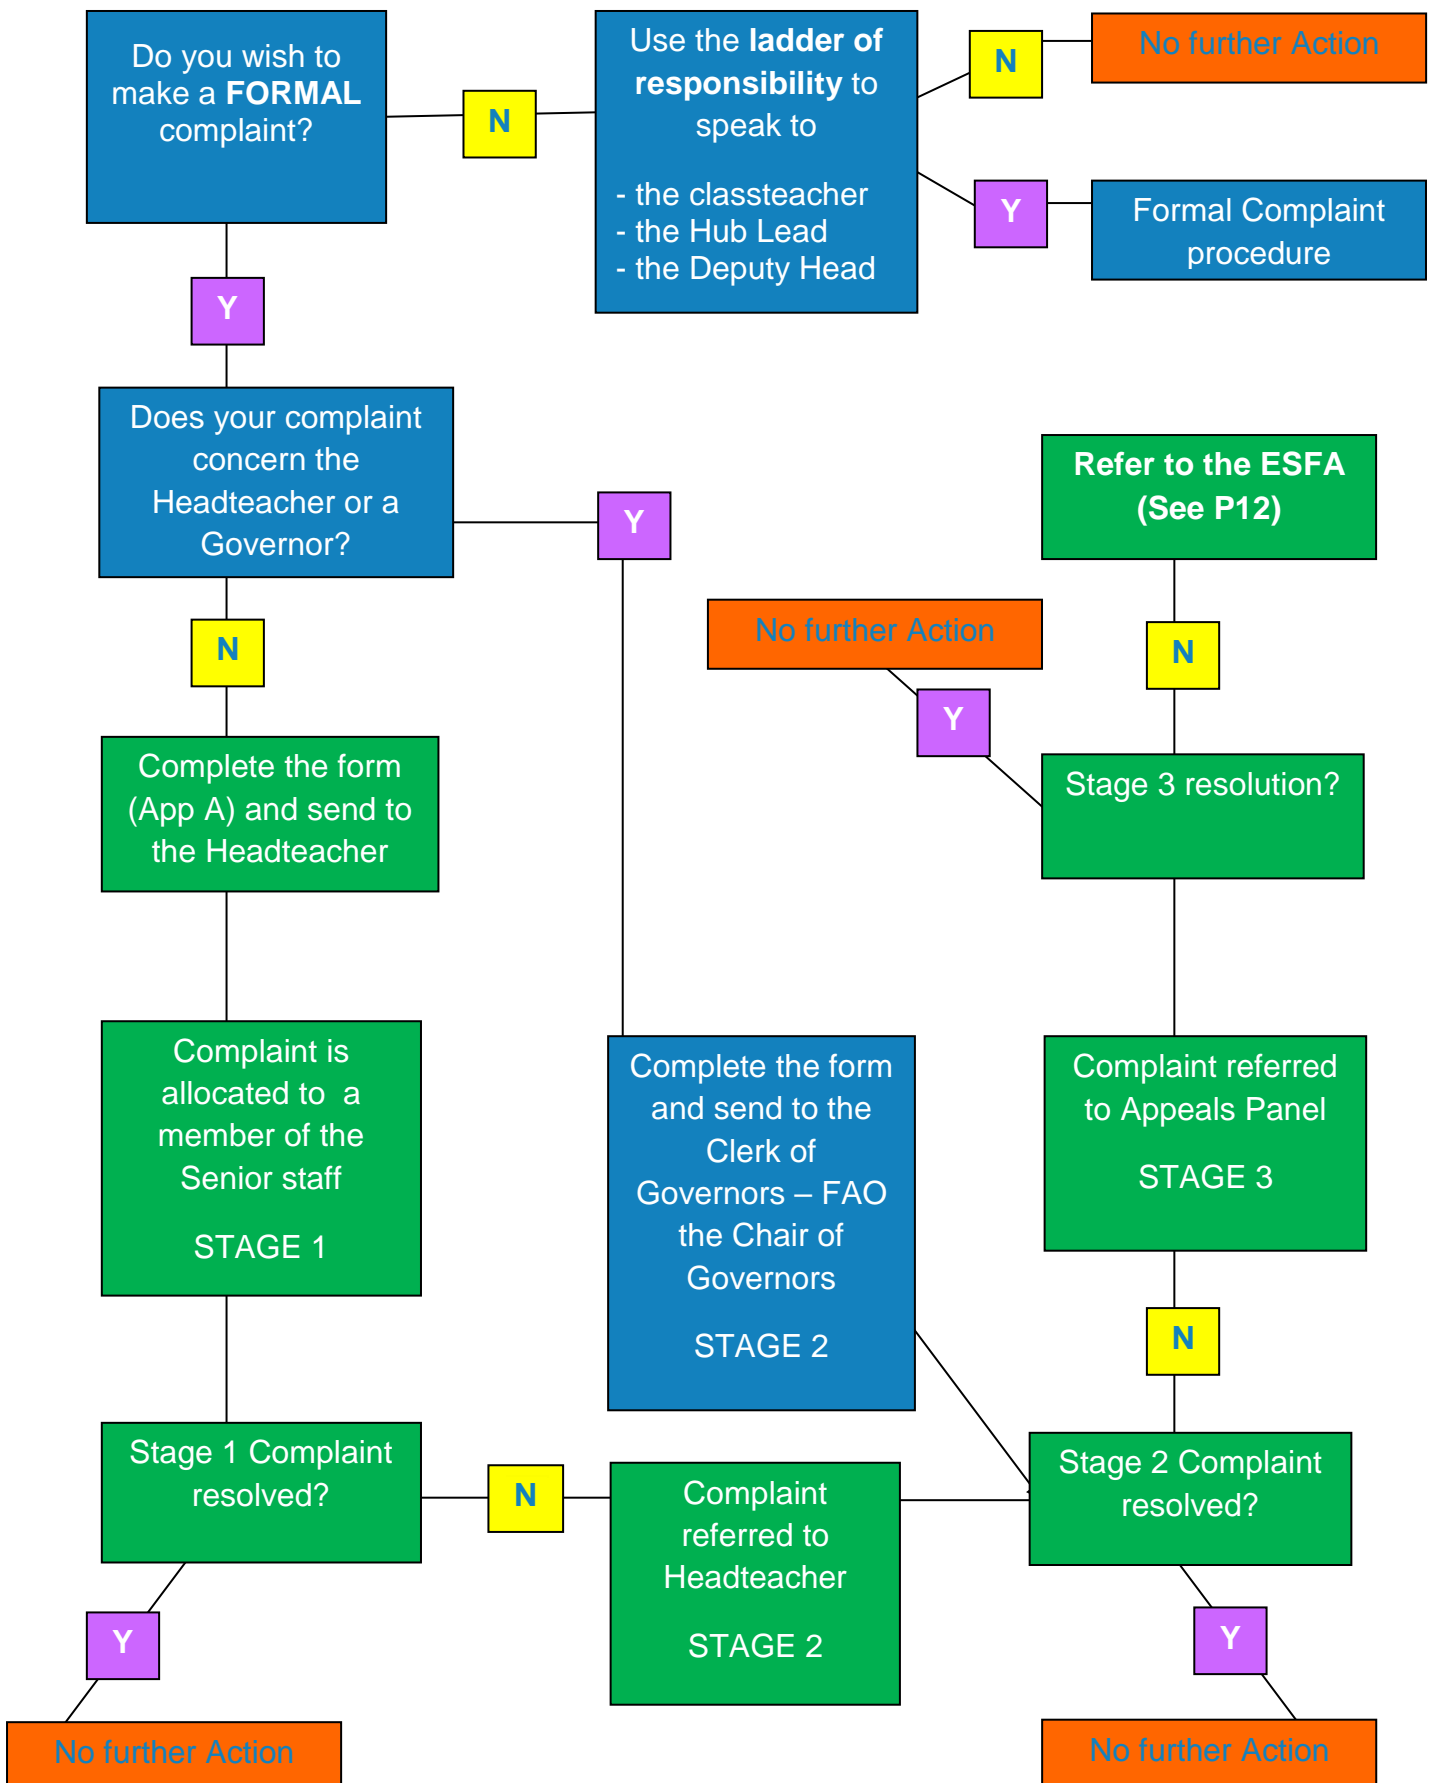 Do you wish to
make a FORMAL
complaint?
N
Use the ladder of
responsibility to
speak to
- the classteacher
- the Hub Lead
- the Deputy Head
N
No further Action
Y
Formal Complaint
procedure
Y
Does your complaint
concern the
Headteacher or a
Governor?
Y
N
Complete the form
(App A) and send to
the Headteacher
Complaint is
allocated to a
member of the
Senior staff
STAGE 1
Stage 1 Complaint
resolved?
Y
No further Action
N
Complaint
referred to
Headteacher
STAGE 2
Complete the form
and send to the
Clerk of
Governors – FAO
the Chair of
Governors
STAGE 2
Stage 2 Complaint
resolved?
Y
No further Action
N
Complaint referred
to Appeals Panel
STAGE 3
Stage 3 resolution?
Y
No further Action
N
Refer to the ESFA
(See P12)